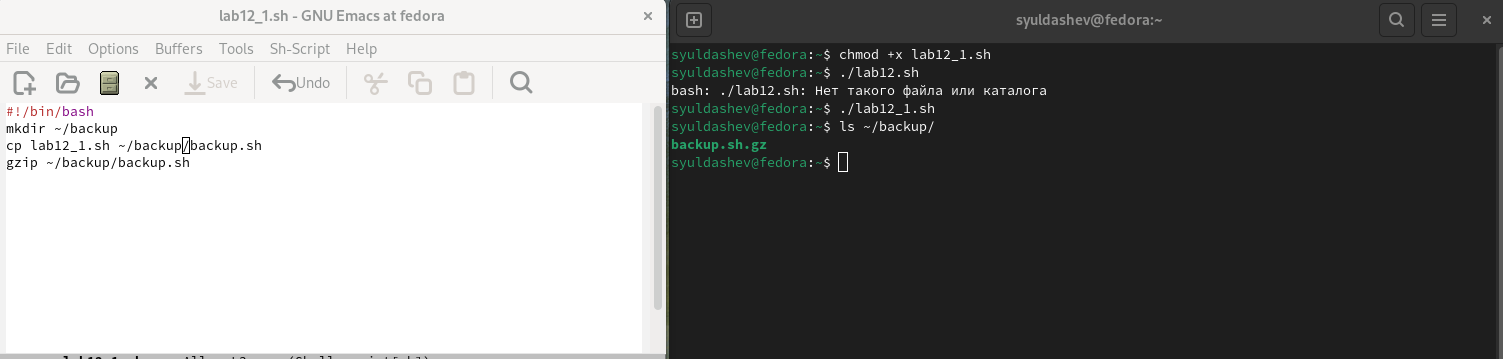 lab12_1.sh - GNU Emacs at fedora
File Edit Options Buffers Tools Sh-Script Help
Save Undo
#!/bin/bash
mkdir ~/backup
cp lab12_1.sh ~/backup/backup.sh
gzip ~/backup/backup.sh
syuldashev@fedora:~
syuldashev@fedora:~$ chmod +x lab12_1.sh
syuldashev@fedora:~$ ./lab12.sh
bash: ./lab12.sh: Нет такого файла или каталога
syuldashev@fedora:~$ ./lab12_1.sh
syuldashev@fedora:~$ ls ~/backup/
backup.sh.gz
syuldashev@fedora:~$